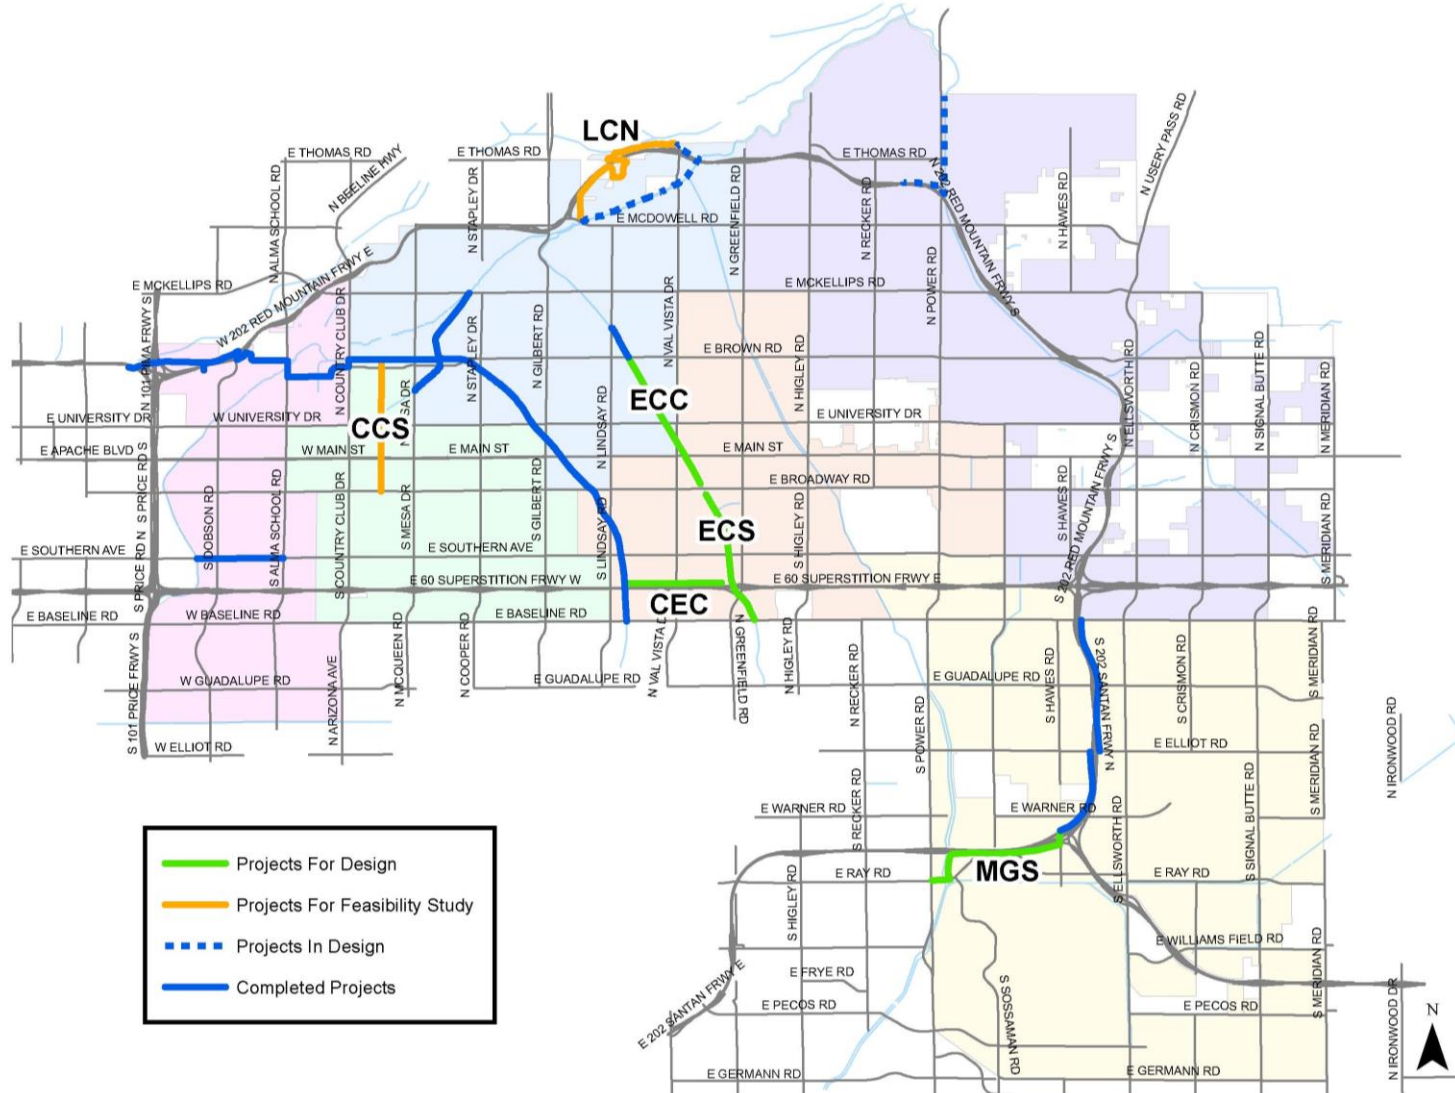 LCN
E THOMAS RD
E THOMAS RD
E THOMAS RD
N BEELINE HWY
N ALMA SCHOOL RD
N STAPLEY DR
N GREENFIELD RD
N RECKER RD
N 202 RED MOUNTAIN FRWY S
N HAWES RD
N USERY PASS RD
E MCDOWELL RD
E MCKELLIPS RD
W 202 RED MOUNTAIN FRWY E
E MCKELLIPS RD
N 101 PIMA FRWY S
N COUNTRY CLUB DR
N STAPLEY DR
N GILBERT RD
N VAL VISTA DR
N POWER RD
E BROWN RD
N HIGLEY RD
N ELLSWORTH RD
N CRISMON RD
N SIGNAL BUTTE RD
N MERIDIAN RD
ECC
E UNIVERSITY DR
W UNIVERSITY DR
CCS
N LINDSAY RD
E UNIVERSITY DR
E APACHE BLVD
W MAIN ST
E MAIN ST
E MAIN ST
E BROADWAY RD
N PRICE RD S
S PRICE RD N
S DOBSON RD
S ALMA SCHOOL RD
S COUNTRY CLUB DR
S MESA DR
S GILBERT RD
S LINDSAY RD
ECS
S HIGLEY RD
S HAWES RD
S 202 RED MOUNTAIN FRWY S
S MERIDIAN RD
E SOUTHERN AVE
E SOUTHERN AVE
E 60 SUPERSTITION FRWY W
E 60 SUPERSTITION FRWY E
CEC
E BASELINE RD
W BASELINE RD
E BASELINE RD
S 101 PRICE FRWY S
W GUADALUPE RD
N ARIZONA AVE
N MCQUEEN RD
N COOPER RD
E GUADALUPE RD
N GREENFIELD RD
N HIGLEY RD
N RECKER RD
E GUADALUPE RD
S HAWES RD
S 202 SANTAN FRWY N
S CRISMON RD
S MERIDIAN RD
W ELLIOT RD
S POWER RD
E ELLIOT RD
N IRONWOOD RD
S RECKER RD
E WARNER RD
E WARNER RD
S ELLSWORTH RD
S SIGNAL BUTTE RD
S MERIDIAN RD
MGS
E RAY RD
E RAY RD
S HIGLEY RD
E WILLIAMS FIELD RD
S MERIDIAN RD
E FRYE RD
E PECOS RD
E PECOS RD
E 202 SANTAN FRWY E
S SOSSAMAN RD
E GERMANN RD
E GERMANN RD
N IRONWOOD DR
N
Projects For Design
Projects For Feasibility Study
Projects In Design
Completed Projects